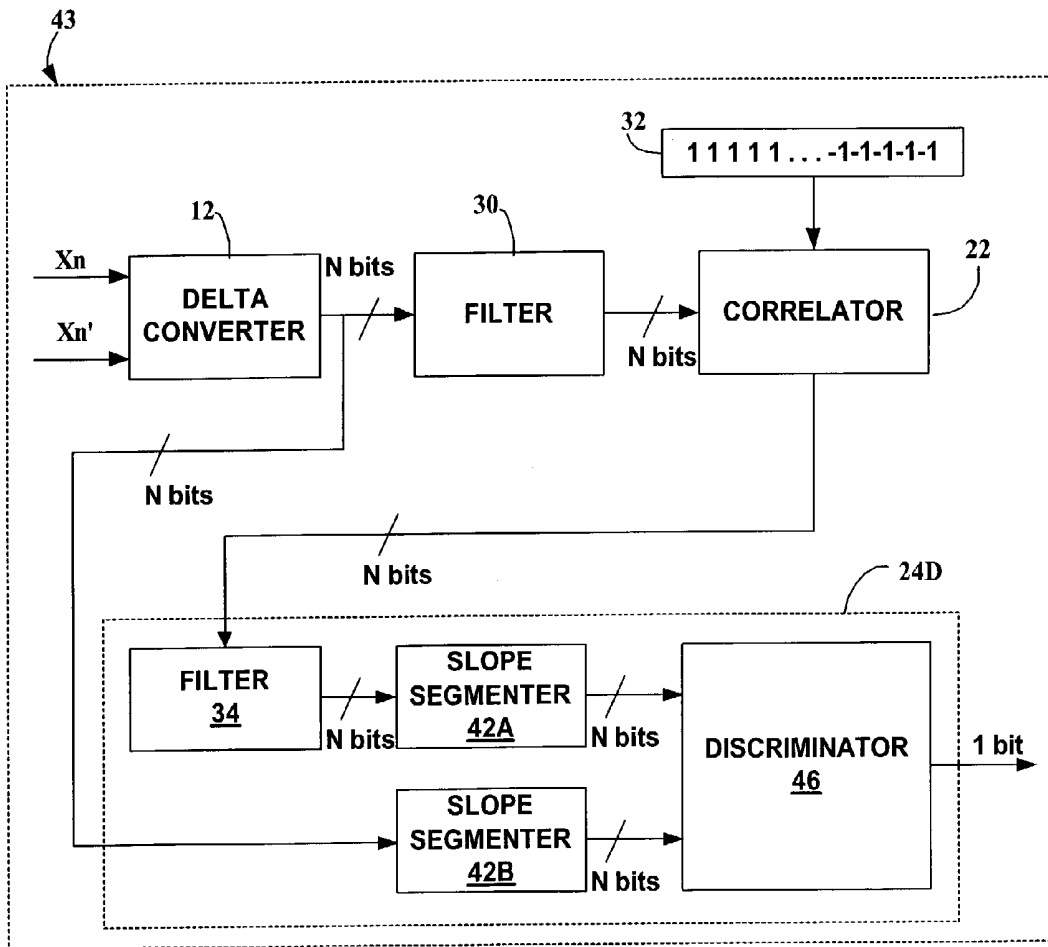 43
32
1 1 1 1 1 . . . -1-1-1-1-1
12
30
22
Xn
Xn'
DELTA
CONVERTER
N bits
FILTER
N bits
CORRELATOR
N bits
N bits
24D
FILTER
34
N bits
SLOPE
SEGMENTER
42A
N bits
DISCRIMINATOR
46
1 bit
SLOPE
SEGMENTER
42B
N bits